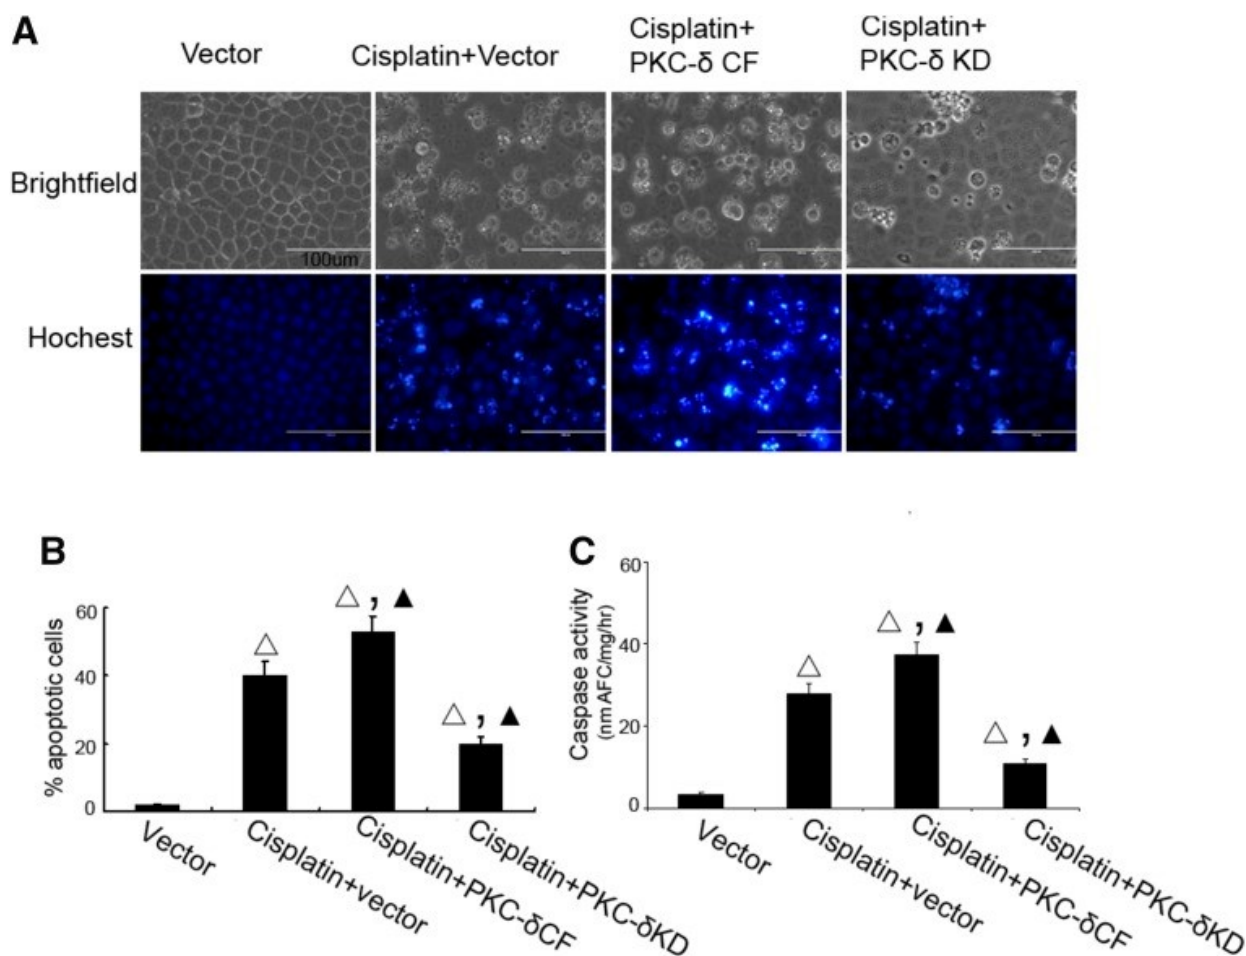 A
Vector
Cisplatin+Vector
Cisplatin+
PKC-δ CF
Cisplatin+
PKC-δ KD
Brightfield
100um
Hochest
B
% apoptotic cells
60
40
20
0
△
△ , ▲
△ , ▲
Vector
Cisplatin+vector
Cisplatin+PKC-δCF
Cisplatin+PKC-δKD
C
Caspase activity
(nm AFC/mg/hr)
60
40
20
0
△
△ , ▲
△ , ▲
Vector
Cisplatin+vector
Cisplatin+PKC-δCF
Cisplatin+PKC-δKD